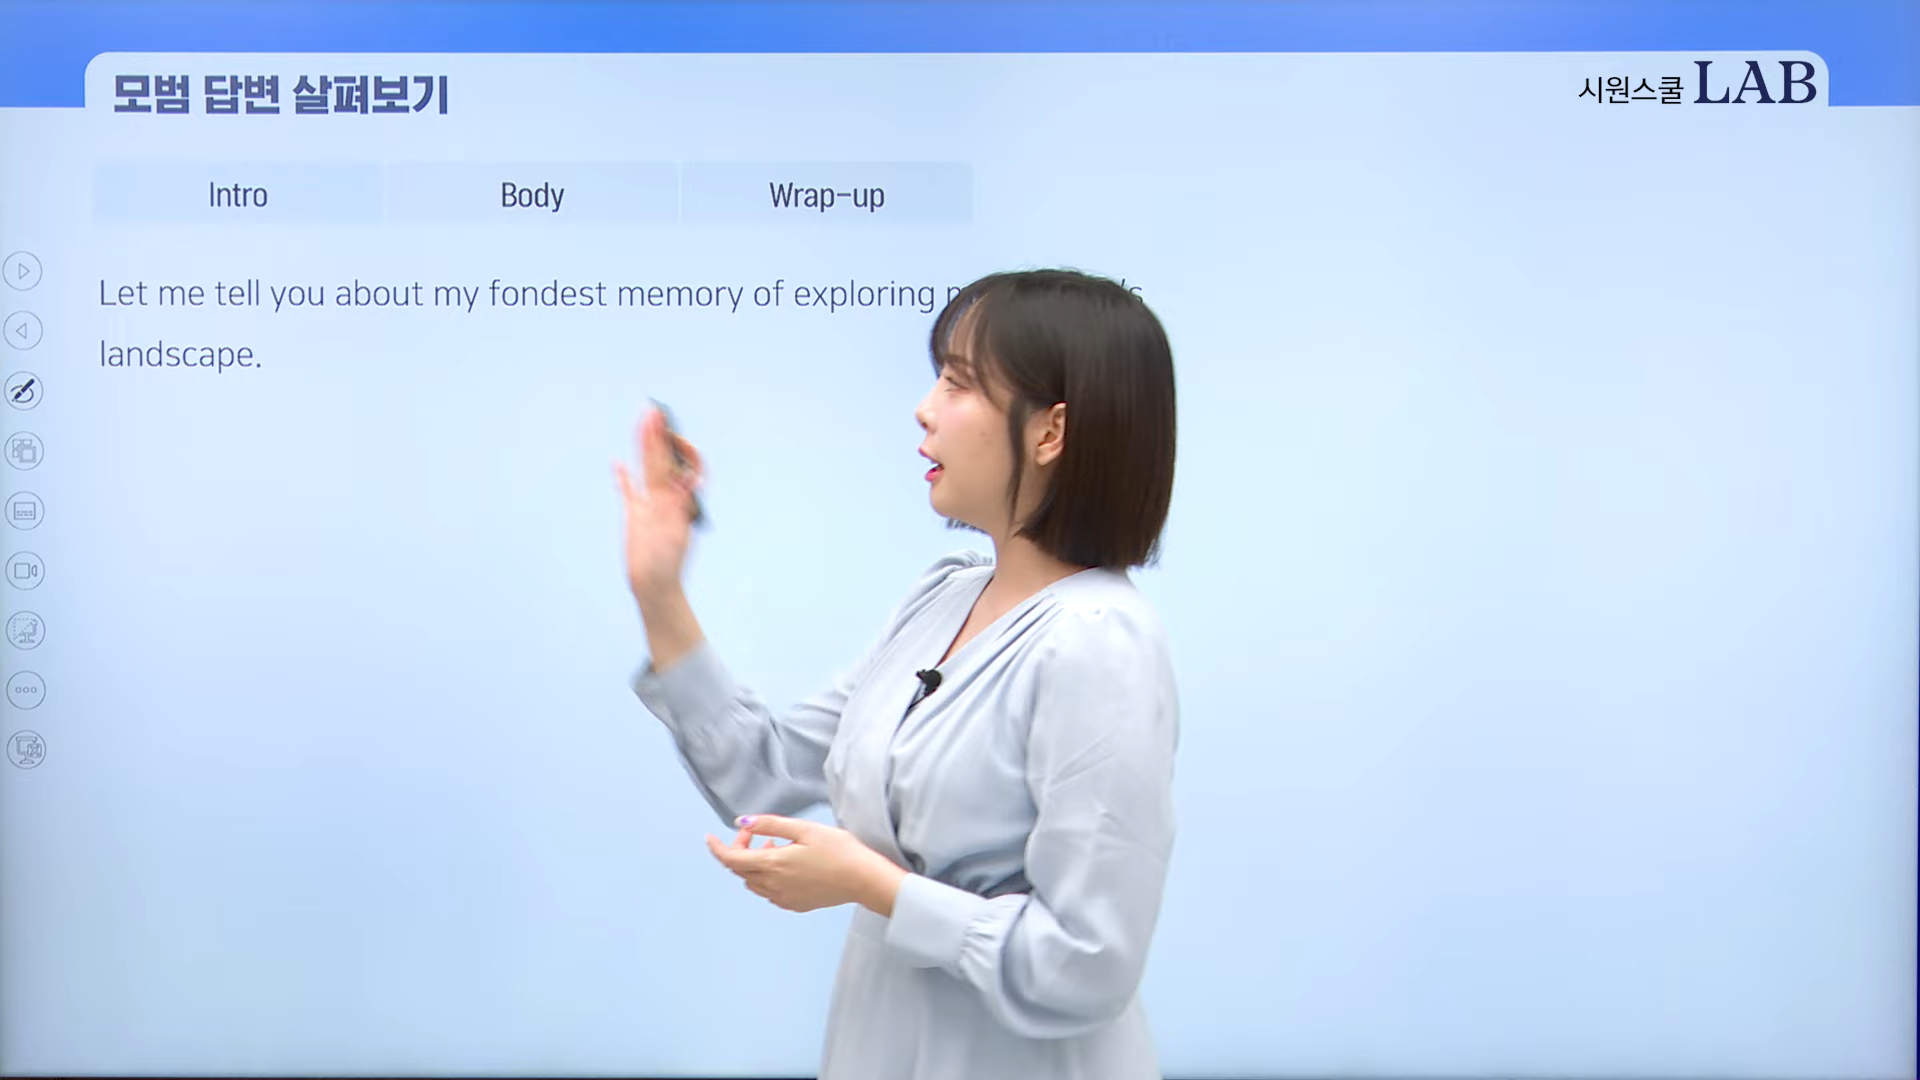 모범 답변 살펴보기
시원스쿨 LAB
Intro
Body
Wrap-up
Let me tell you about my fondest memory of exploring
landscape.